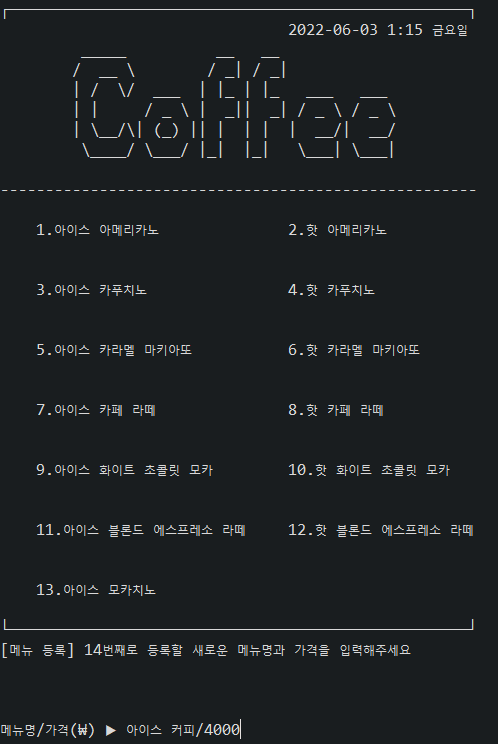 2022-06-03 1:15 금요일
Coffee
1.아이스 아메리카노 2.핫 아메리카노
3.아이스 카푸치노 4.핫 카푸치노
5.아이스 카라멜 마키아또 6.핫 카라멜 마키아또
7.아이스 카페 라떼 8.핫 카페 라떼
9.아이스 화이트 초콜릿 모카 10.핫 화이트 초콜릿 모카
11.아이스 블론드 에스프레소 라떼 12.핫 블론드 에스프레소 라떼
13.아이스 모카치노
[메뉴 등록] 14번째로 등록할 새로운 메뉴명과 가격을 입력해주세요
메뉴명/가격(₩) ▶ 아이스 커피/4000